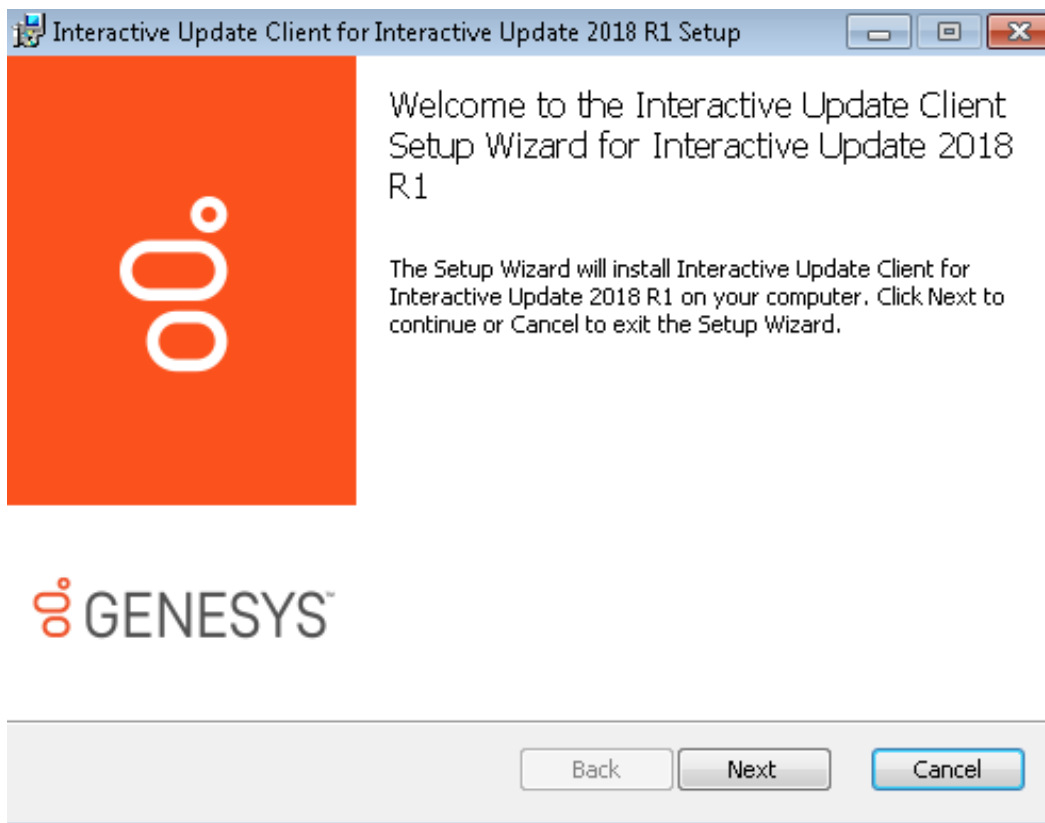 Interactive Update Client for Interactive Update 2018 R1 Setup
Welcome to the Interactive Update Client
Setup Wizard for Interactive Update 2018
R1
The Setup Wizard will install Interactive Update Client for
Interactive Update 2018 R1 on your computer. Click Next to
continue or Cancel to exit the Setup Wizard.
GENESYS™
Back Next Cancel